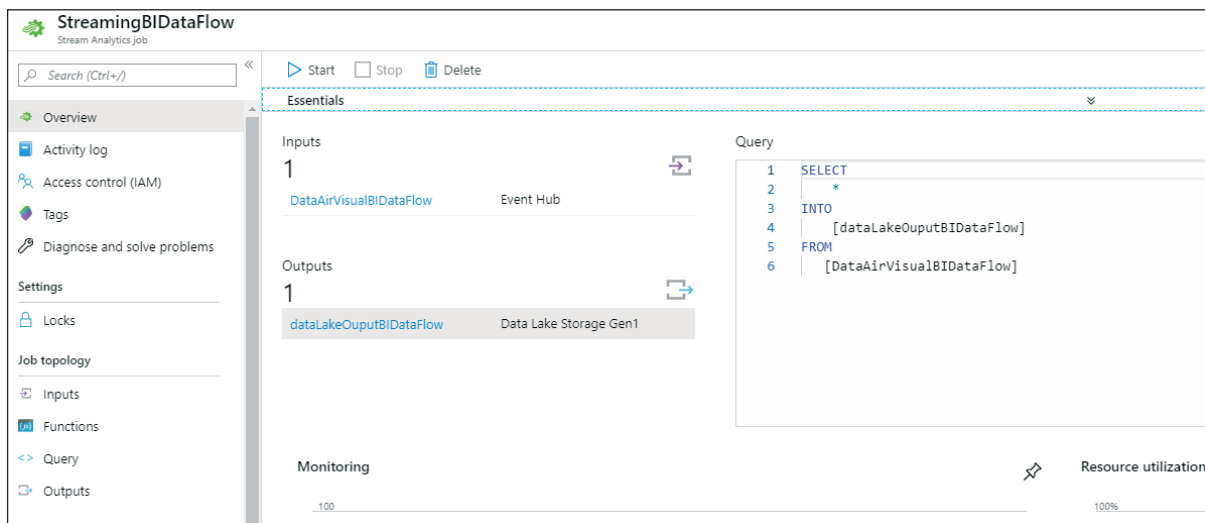 StreamingBIDataFlow
Stream Analytics job
Search (Ctrl+/)
«
Overview
Activity log
Access control (IAM)
Tags
Diagnose and solve problems
Settings
Locks
Job topology
Inputs
Functions
Query
Outputs
Start Stop Delete
Essentials
Inputs
1
DataAirVisualBIDataFlow Event Hub
Outputs
1
dataLakeOuputBIDataFlow Data Lake Storage Gen1
Query
1 SELECT
2 *
3 INTO
4 [dataLakeOuputBIDataFlow]
5 FROM
6 [DataAirVisualBIDataFlow]
Monitoring
100
Resource utilization
100%